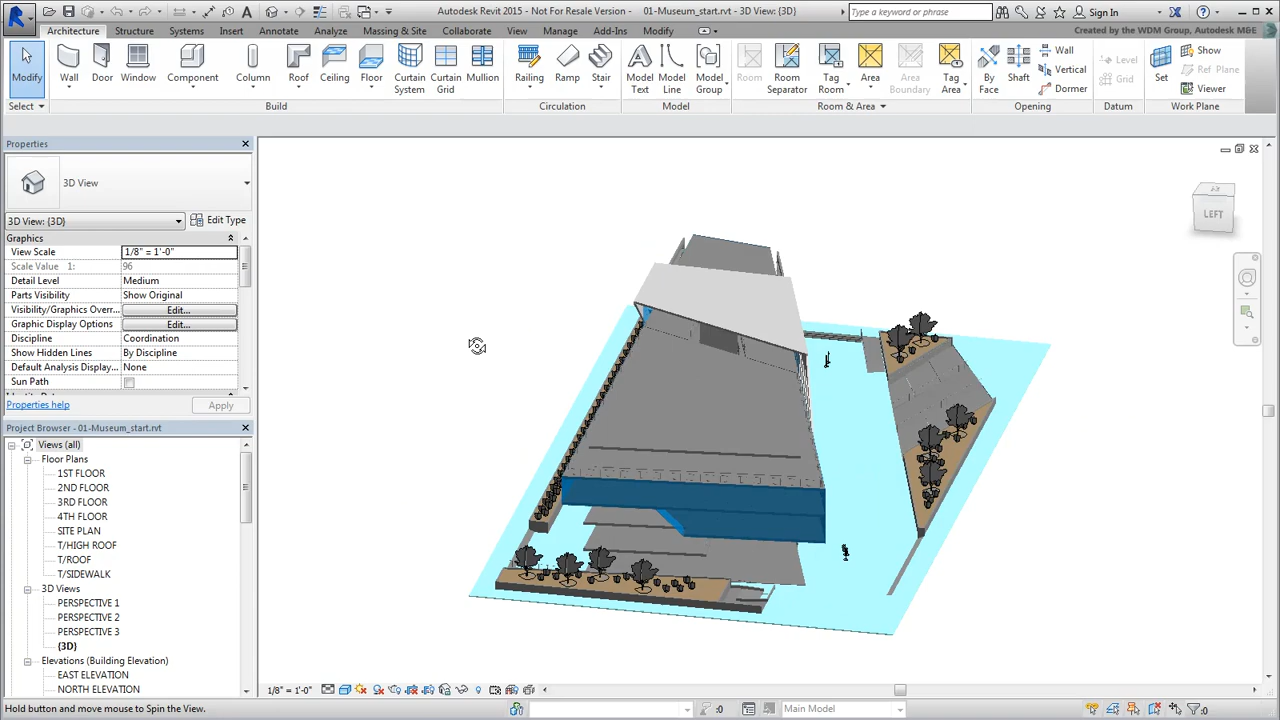 Autodesk Revit 2015 - Not For Resale Version - 01-Museum_start.rvt - 3D View: {3D}
Type a keyword or phrase
Sign In
Architecture Structure Systems Insert Annotate Analyze Massing & Site Collaborate View Manage Add-Ins Modify
Created by the WDM Group, Autodesk M&E
Modify Wall Door Window Component Column Roof Ceiling Floor Curtain System Curtain Grid Mullion Railing Ramp Stair Model Text Model Line Model Group Room Room Separator Tag Room Area Area Boundary Tag Area By Face Shaft Wall Vertical Dormer Level Grid Set Show Ref Plane Viewer
Select Build Circulation Model Room & Area Opening Datum Work Plane
Properties
3D View
3D View: {3D} Edit Type
Graphics
View Scale 1/8" = 1'-0"
Scale Value 1: 96
Detail Level Medium
Parts Visibility Show Original
Visibility/Graphics Overr... Edit...
Graphic Display Options Edit...
Discipline Coordination
Show Hidden Lines By Discipline
Default Analysis Display... None
Sun Path
Properties help Apply
Project Browser - 01-Museum_start.rvt
Views (all)
Floor Plans
1ST FLOOR
2ND FLOOR
3RD FLOOR
4TH FLOOR
SITE PLAN
T/HIGH ROOF
T/ROOF
T/SIDEWALK
3D Views
PERSPECTIVE 1
PERSPECTIVE 2
PERSPECTIVE 3
{3D}
Elevations (Building Elevation)
EAST ELEVATION
NORTH ELEVATION
LEFT
1/8" = 1'-0"
Hold button and move mouse to Spin the View.
:0
Main Model
:0